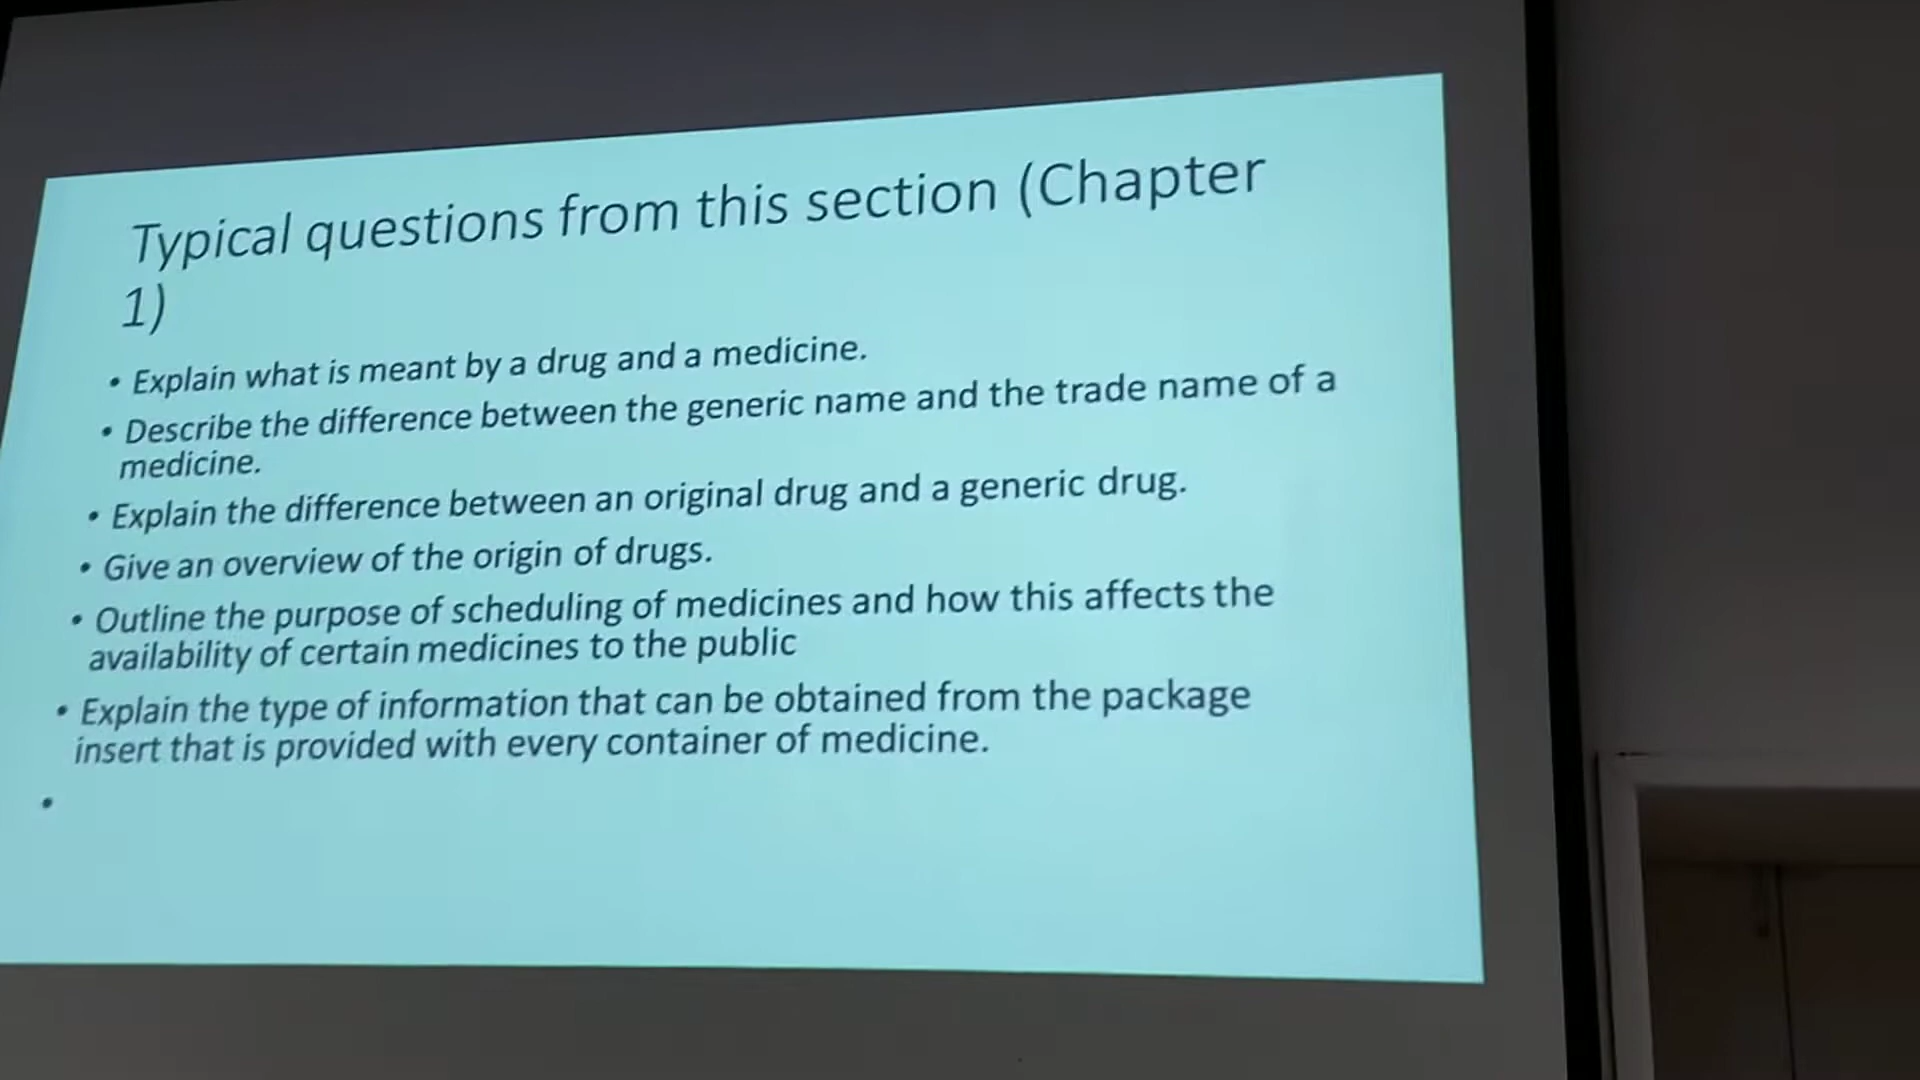 Typical questions from this section (Chapter
1)
• Explain what is meant by a drug and a medicine.
• Describe the difference between the generic name and the trade name of a
medicine.
• Explain the difference between an original drug and a generic drug.
• Give an overview of the origin of drugs.
• Outline the purpose of scheduling of medicines and how this affects the
availability of certain medicines to the public
• Explain the type of information that can be obtained from the package
insert that is provided with every container of medicine.
•